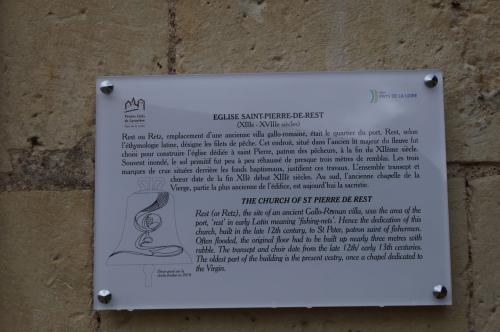 Petites Cités de Caractère
PAYS DE LA LOIRE
EGLISE SAINT-PIERRE-DE-REST
(XIIIe - XVIIIe siècles)
Rest ou Retz, emplacement d'une ancienne villa gallo-romaine, était le quartier du port. Rest, selon
l'éthymologie latine, désigne les filets de pêche. Cet endroit, situé dans l'ancien lit majeur du fleuve fut
choisi pour construire l'église dédiée à saint Pierre, patron des pêcheurs, à la fin du XIIème siècle.
Souvent inondé, le sol primitif fut peu à peu rehaussé de presque trois mètres de remblas. Les trois
marques de crue situées derrière les fonds baptismaux, justifient ces travaux. L'ensemble transept et
chœur date de la fin XIIe début XIIIe siècles. Au sud, l'ancienne chapelle de la
Vierge, partie la plus ancienne de l'édifice, est aujourd'hui la sacristie.
THE CHURCH OF ST PIERRE DE REST
Rest (or Retz), the site of an ancient Gallo-Roman villa, was the area of the
port, 'rest' in early Latin meaning 'fishing-nets'. Hence the dedication of this
church, built in the late 12th century, to St Peter, patron saint of fishermen.
Often flooded, the original floor had to be built up nearly three metres with
rubble. The transept and choir date from the late 12th/ early 13th centuries.
The oldest part of the building is the present vestry, once a chapel dedicated to
the Virgin.